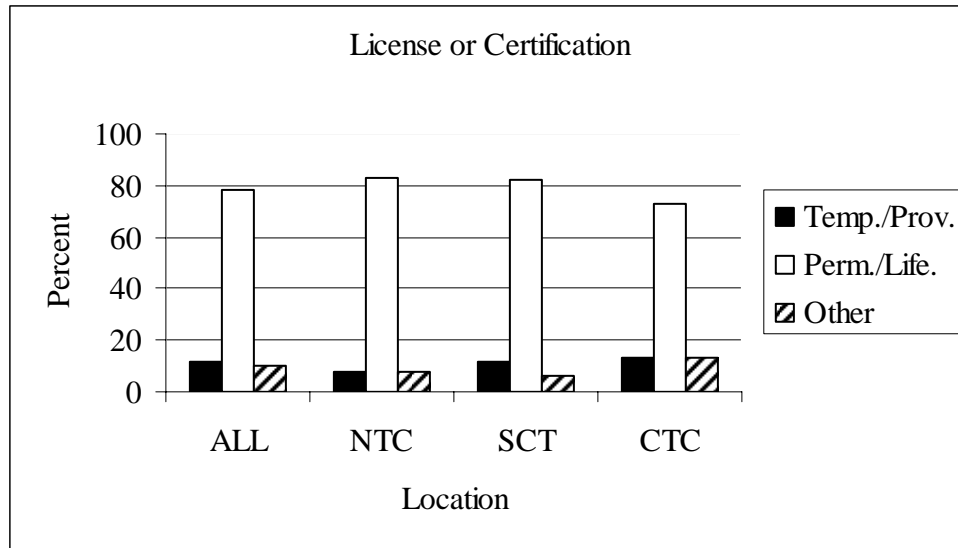 License or Certification
100
80
60
40
20
0
Percent
ALL NTC SCT CTC
Location
Temp./Prov.
Perm./Life.
Other